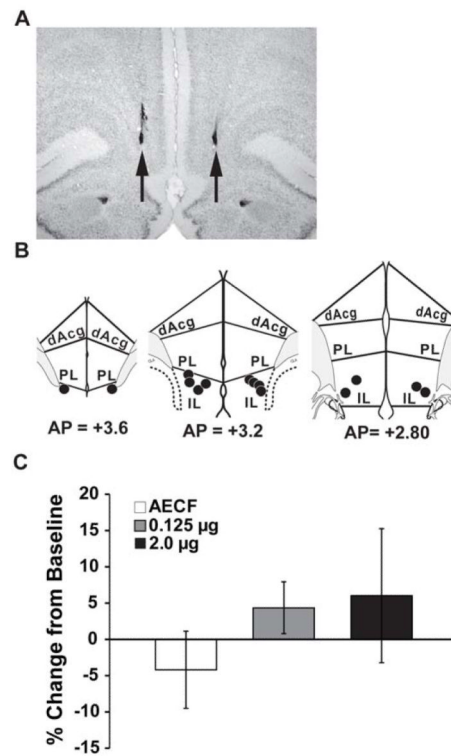 A
B
dAcg dAcg
PL PL
AP = +3.6
dAcg dAcg
PL PL
IL IL
AP = +3.2
dAcg dAcg
PL PL
IL IL
AP= +2.80
C
% Change from Baseline
20
15
10
5
0
-5
-10
-15
AECF
0.125 µg
2.0 µg